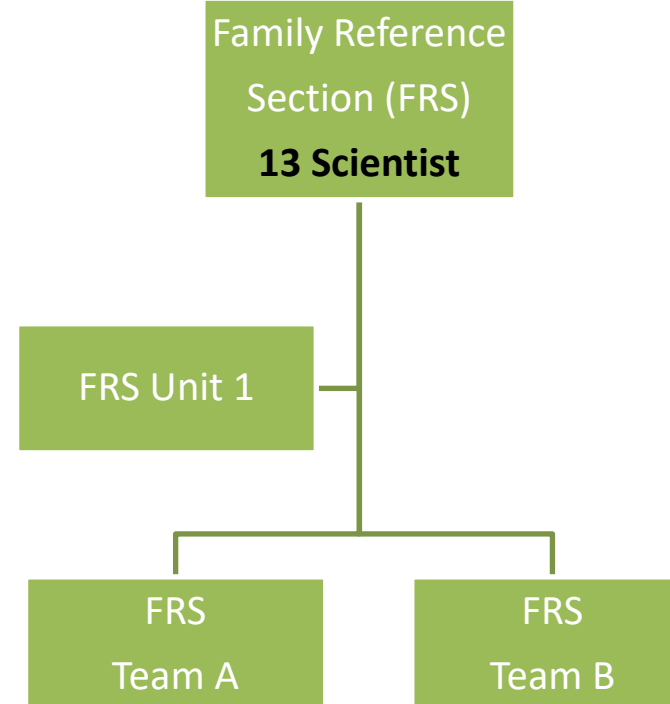 Family Reference
Section (FRS)
13 Scientist
FRS Unit 1
FRS
Team A
FRS
Team B